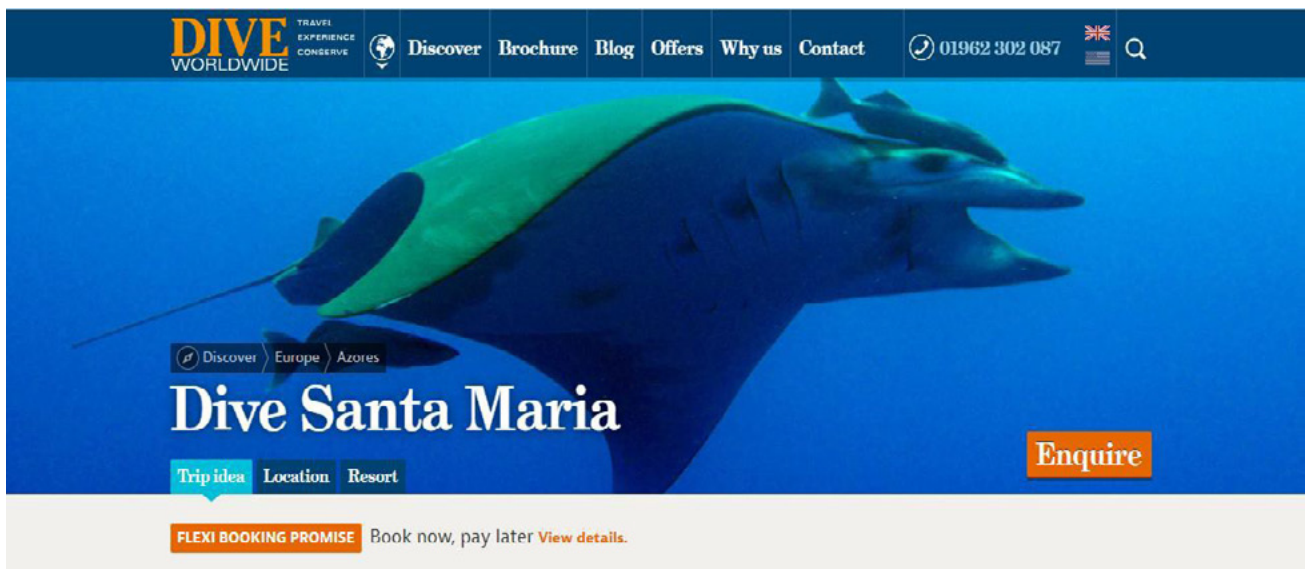 DIVE
WORLDWIDE
TRAVEL
EXPERIENCE
CONSERVE
Discover Brochure Blog Offers Why us Contact 01962 302 087
Discover Europe Azores
Dive Santa Maria
Enquire
Trip idea Location Resort
FLEXI BOOKING PROMISE Book now, pay later View details.